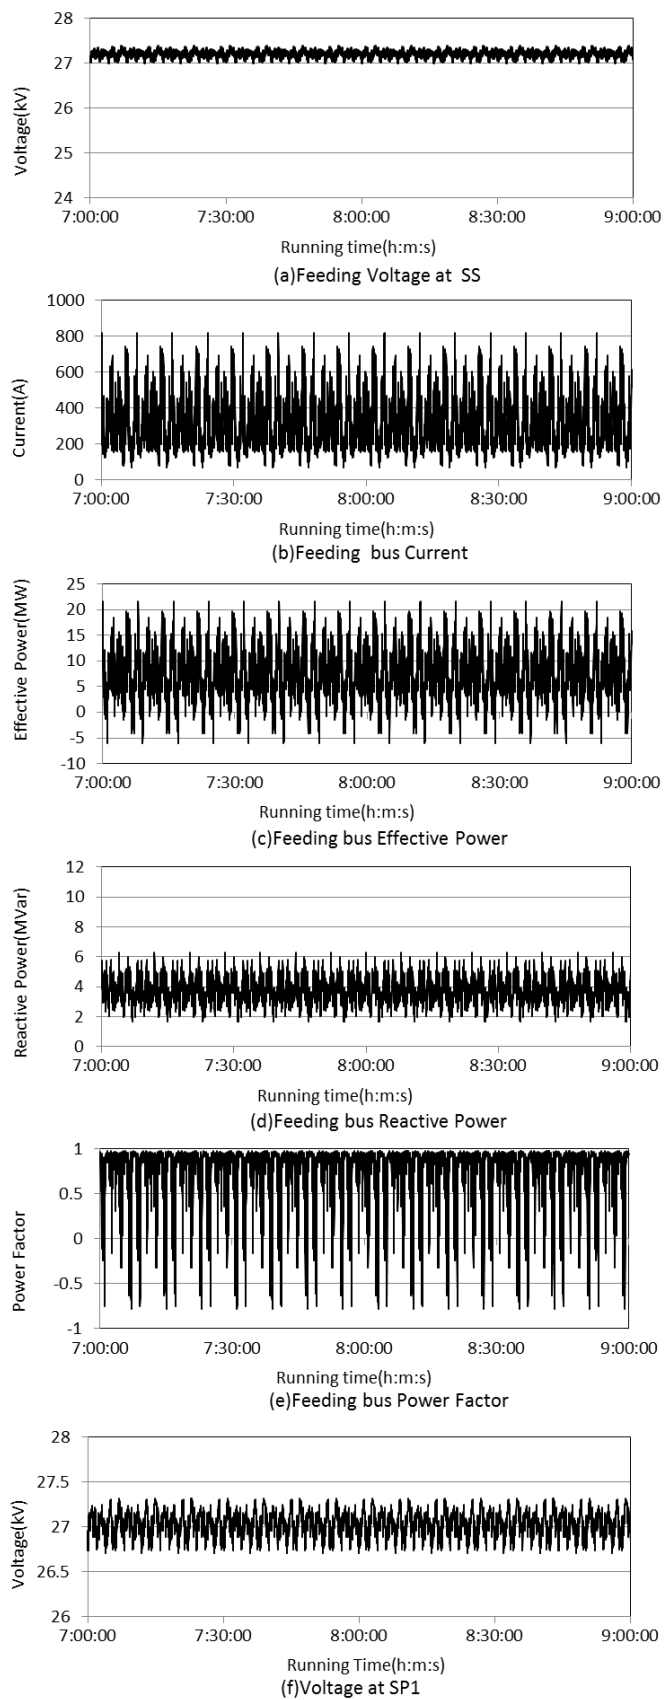 28
27
26
25
24
Voltage(kV)
7:00:00 7:30:00 8:00:00 8:30:00 9:00:00
Running time(h:m:s)
(a)Feeding Voltage at SS
1000
800
600
400
200
0
Current(A)
7:00:00 7:30:00 8:00:00 8:30:00 9:00:00
Running time(h:m:s)
(b)Feeding bus Current
25
20
15
10
5
0
-5
-10
Effective Power(MW)
7:00:00 7:30:00 8:00:00 8:30:00 9:00:00
Running time(h:m:s)
(c)Feeding bus Effective Power
12
10
8
6
4
2
0
Reactive Power(MVar)
7:00:00 7:30:00 8:00:00 8:30:00 9:00:00
Running time(h:m:s)
(d)Feeding bus Reactive Power
1
0.5
0
-0.5
-1
Power Factor
7:00:00 7:30:00 8:00:00 8:30:00 9:00:00
Running time(h:m:s)
(e)Feeding bus Power Factor
28
27.5
27
26.5
26
Voltage(kV)
7:00:00 7:30:00 8:00:00 8:30:00 9:00:00
Running Time(h:m:s)
(f)Voltage at SP1